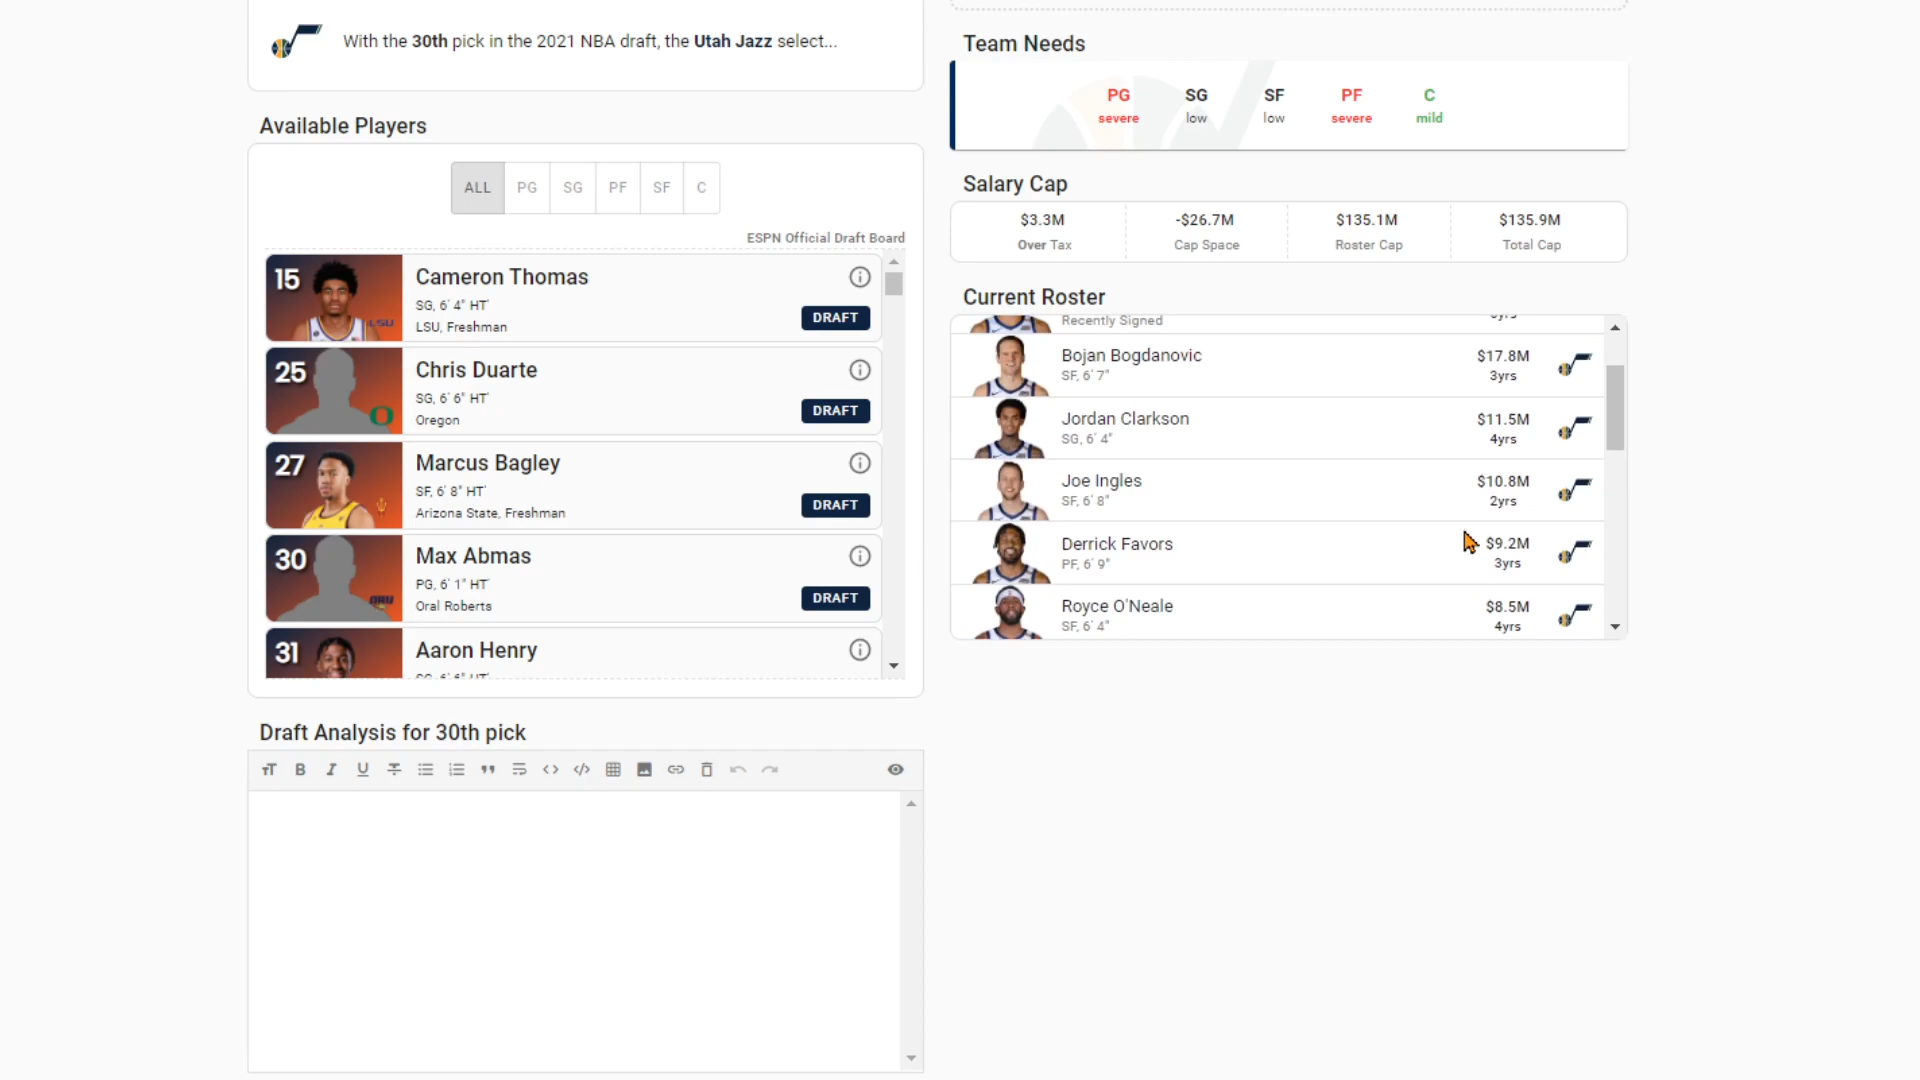 With the 30th pick in the 2021 NBA draft, the Utah Jazz select...
Available Players
ALL PG SG PF SF C
ESPN Official Draft Board
15
LSU
Cameron Thomas
SG, 6' 4" HT'
LSU, Freshman
DRAFT
25
O
Chris Duarte
SG, 6' 6" HT'
Oregon
DRAFT
27
Marcus Bagley
SF, 6' 8" HT'
Arizona State, Freshman
DRAFT
30
ORU
Max Abmas
PG, 6' 1" HT'
Oral Roberts
DRAFT
31
Aaron Henry
SG, 6' 6" HT'
Draft Analysis for 30th pick
Team Needs
PG SG SF PF C
severe low low severe mild
Salary Cap
$3.3M -$26.7M $135.1M $135.9M
Over Tax Cap Space Roster Cap Total Cap
Current Roster
Recently Signed
Bojan Bogdanovic
SF, 6' 7"
$17.8M
3yrs
Jordan Clarkson
SG, 6' 4"
$11.5M
4yrs
Joe Ingles
SF, 6' 8"
$10.8M
2yrs
Derrick Favors
PF, 6' 9"
$9.2M
3yrs
Royce O'Neale
SF, 6' 4"
$8.5M
4yrs